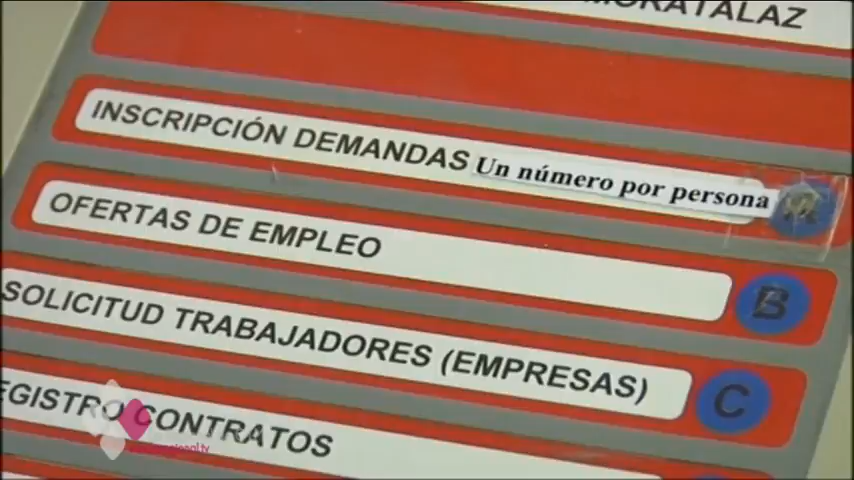 MORATALAZ
INSCRIPCIÓN DEMANDAS Un número por persona
OFERTAS DE EMPLEO B
SOLICITUD TRABAJADORES (EMPRESAS) C
EGISTRO CONTRATOS